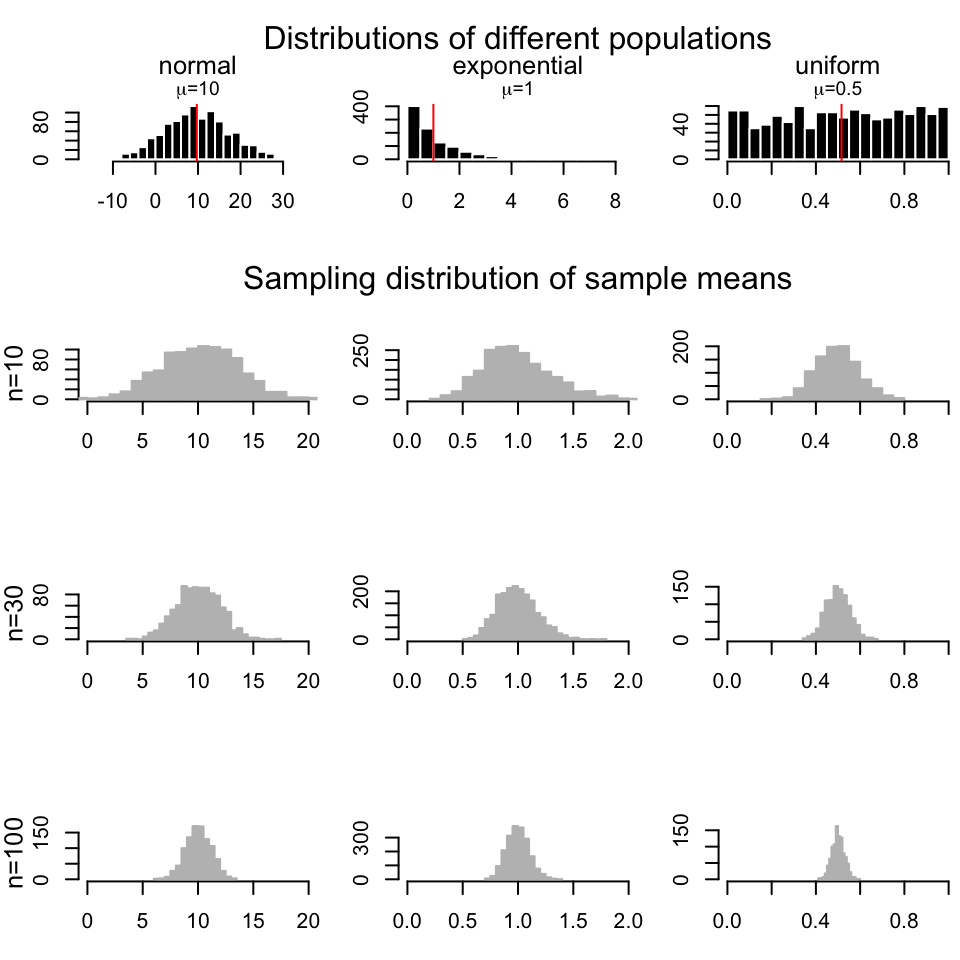 Distributions of different populations
normal exponential uniform
μ=10 μ=1 μ=0.5
0 80 0 400 0 40
-10 0 10 20 30 0 2 4 6 8 0.0 0.4 0.8
Sampling distribution of sample means
n=10 0 80 0 250 0 200
0 5 10 15 20 0.0 0.5 1.0 1.5 2.0 0.0 0.4 0.8
n=30 0 80 0 200 0 150
0 5 10 15 20 0.0 0.5 1.0 1.5 2.0 0.0 0.4 0.8
n=100 0 150 0 300 0 150
0 5 10 15 20 0.0 0.5 1.0 1.5 2.0 0.0 0.4 0.8